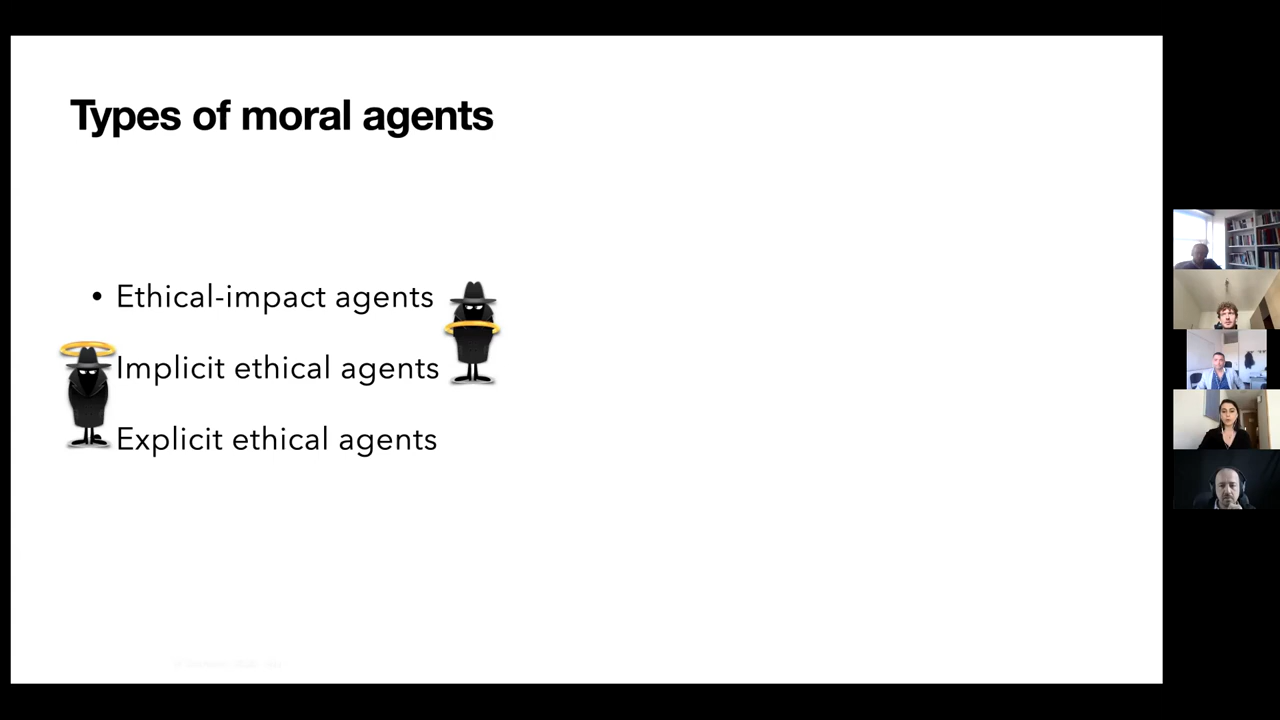 Types of moral agents
• Ethical-impact agents
Implicit ethical agents
Explicit ethical agents